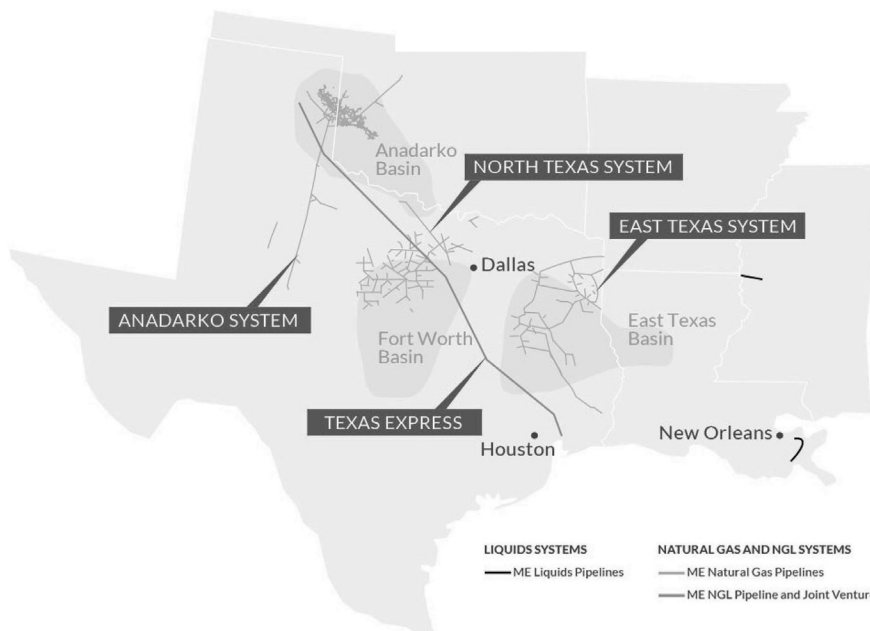 Anadarko
Basin
NORTH TEXAS SYSTEM
EAST TEXAS SYSTEM
Dallas
ANADARKO SYSTEM
Fort Worth
Basin
East Texas
Basin
TEXAS EXPRESS
Houston
New Orleans
LIQUIDS SYSTEMS
ME Liquids Pipelines
NATURAL GAS AND NGL SYSTEMS
ME Natural Gas Pipelines
ME NGL Pipeline and Joint Venture